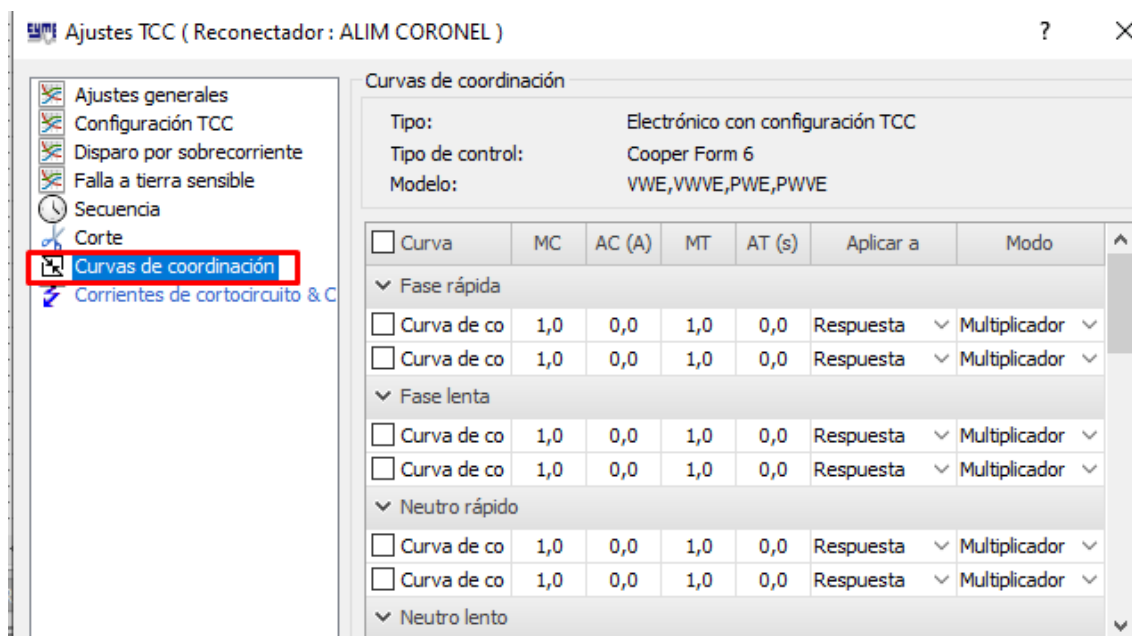 Ajustes TCC ( Reconectador : ALIM CORONEL )
Ajustes generales
Configuración TCC
Disparo por sobrecorriente
Falla a tierra sensible
Secuencia
Corte
Curvas de coordinación
Corrientes de cortocircuito & C
Curvas de coordinación
Tipo: Electrónico con configuración TCC
Tipo de control: Cooper Form 6
Modelo: VWE,VWVE,PWE,PWVE
Curva MC AC (A) MT AT (s) Aplicar a Modo
Fase rápida
Curva de co 1,0 0,0 1,0 0,0 Respuesta Multiplicador
Curva de co 1,0 0,0 1,0 0,0 Respuesta Multiplicador
Fase lenta
Curva de co 1,0 0,0 1,0 0,0 Respuesta Multiplicador
Curva de co 1,0 0,0 1,0 0,0 Respuesta Multiplicador
Neutro rápido
Curva de co 1,0 0,0 1,0 0,0 Respuesta Multiplicador
Curva de co 1,0 0,0 1,0 0,0 Respuesta Multiplicador
Neutro lento